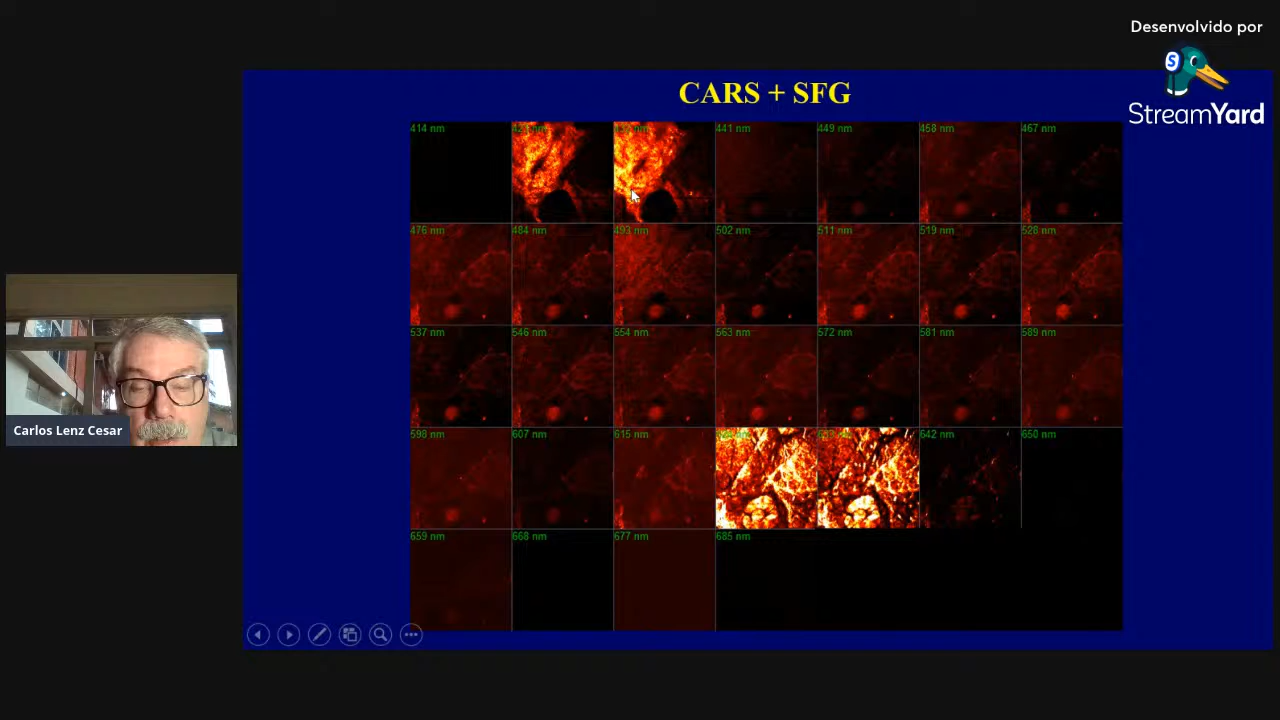 Desenvolvido por
StreamYard
CARS + SFG
414 nm
441 nm 449 nm 458 nm 467 nm
476 nm 484 nm 493 nm 502 nm 511 nm 519 nm 528 nm
537 nm 546 nm 554 nm 563 nm 572 nm 581 nm 589 nm
598 nm 607 nm 615 nm 642 nm 650 nm
659 nm 668 nm 677 nm 685 nm
Carlos Lenz Cesar